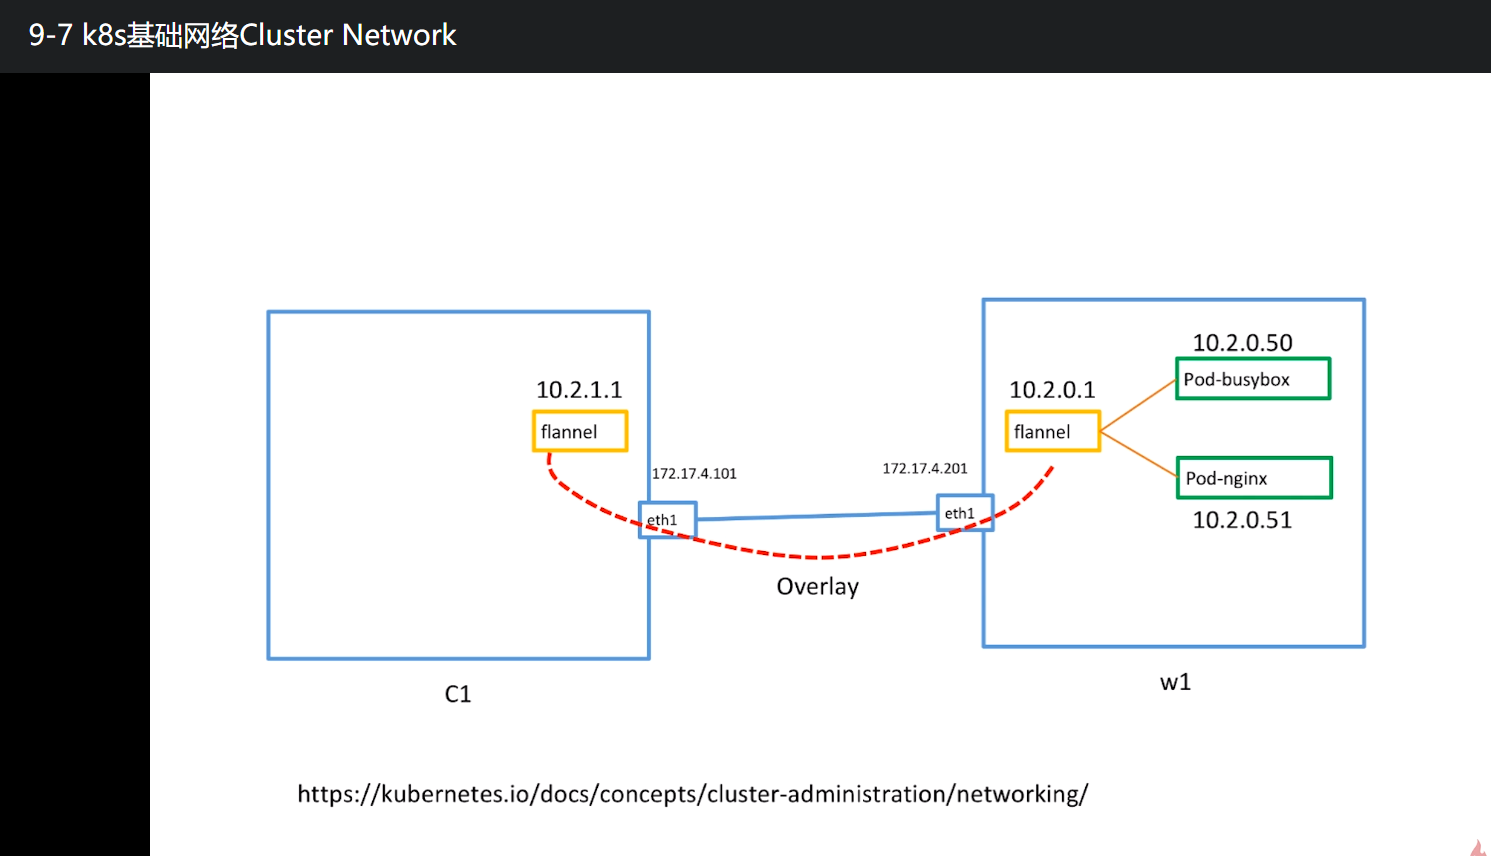 9-7 k8s基础网络Cluster Network
10.2.1.1
flannel
172.17.4.101
eth1
C1
Overlay
172.17.4.201
eth1
10.2.0.1
flannel
10.2.0.50
Pod-busybox
Pod-nginx
10.2.0.51
w1
https://kubernetes.io/docs/concepts/cluster-administration/networking/